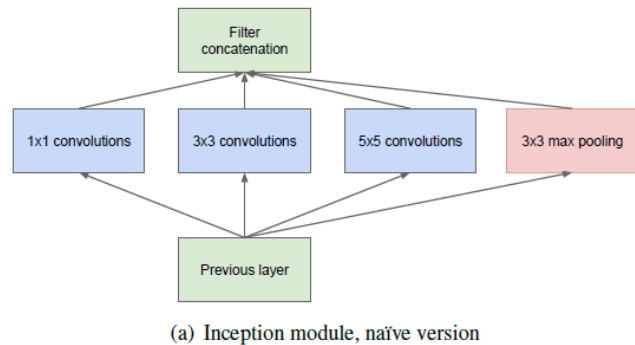 Filter
concatenation
1x1 convolutions
3x3 convolutions
5x5 convolutions
3x3 max pooling
Previous layer
(a) Inception module, naïve version